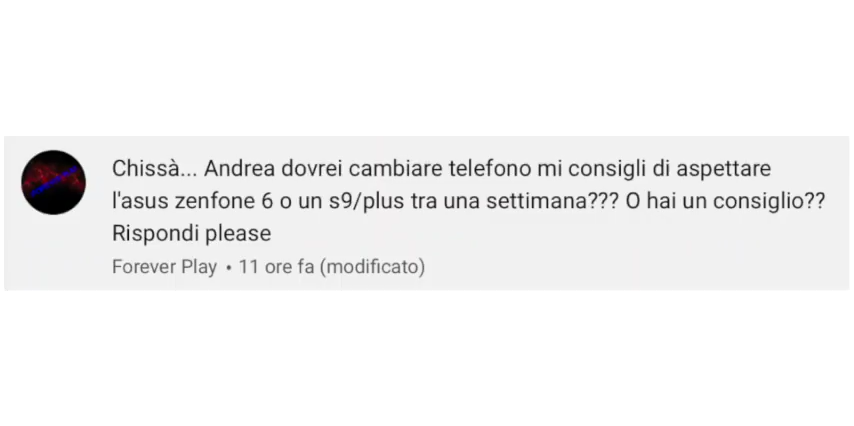 Chissà... Andrea dovrei cambiare telefono mi consigli di aspettare
l'asus zenfone 6 o un s9/plus tra una settimana??? O hai un consiglio??
Rispondi please
Forever Play • 11 ore fa (modificato)